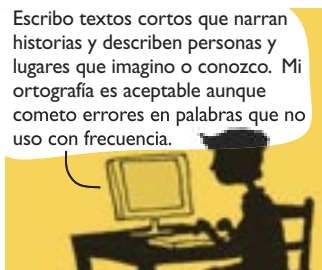 Escribo textos cortos que narran
historias y describen personas y
lugares que imagino o conozco. Mi
ortografía es aceptable aunque
cometo errores en palabras que no
uso con frecuencia.